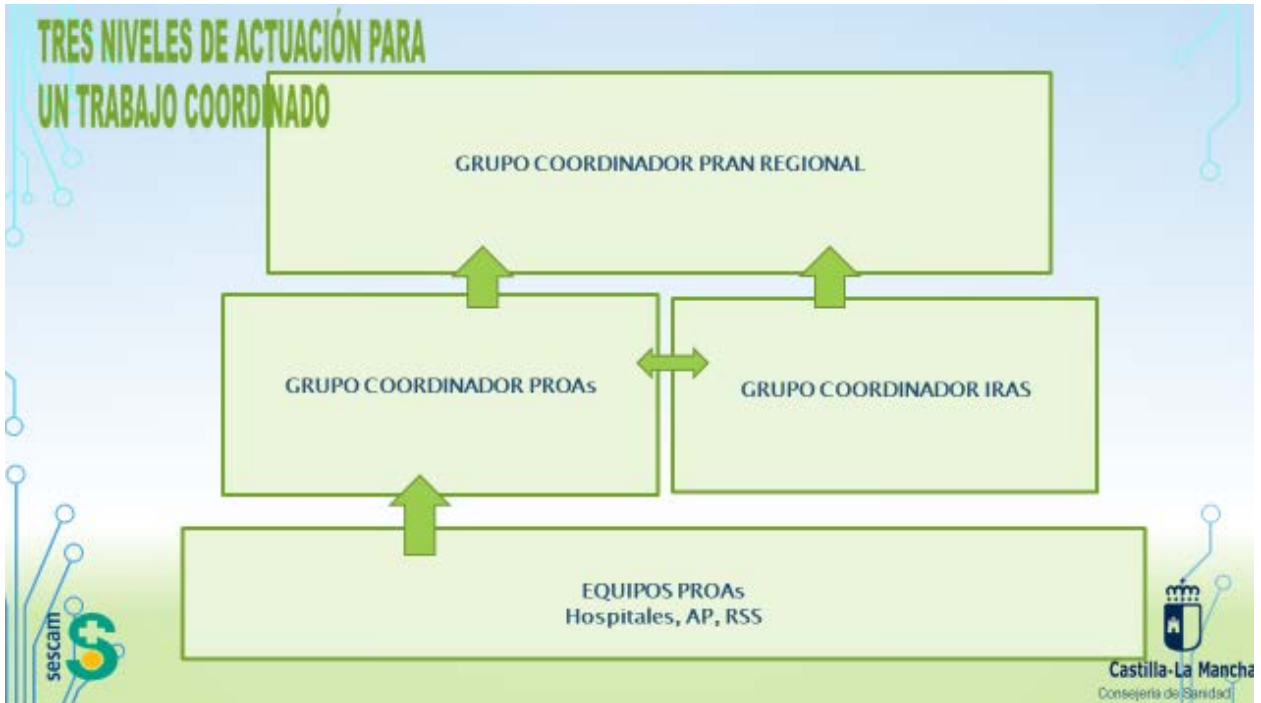 TRES NIVELES DE ACTUACIÓN PARA
UN TRABAJO COORDINADO
GRUPO COORDINADOR PRAN REGIONAL
GRUPO COORDINADOR PROAs
GRUPO COORDINADOR IRAS
EQUIPOS PROAs
Hospitales, AP, RSS
sescam
Castilla-La Mancha
Consejería de Sanidad